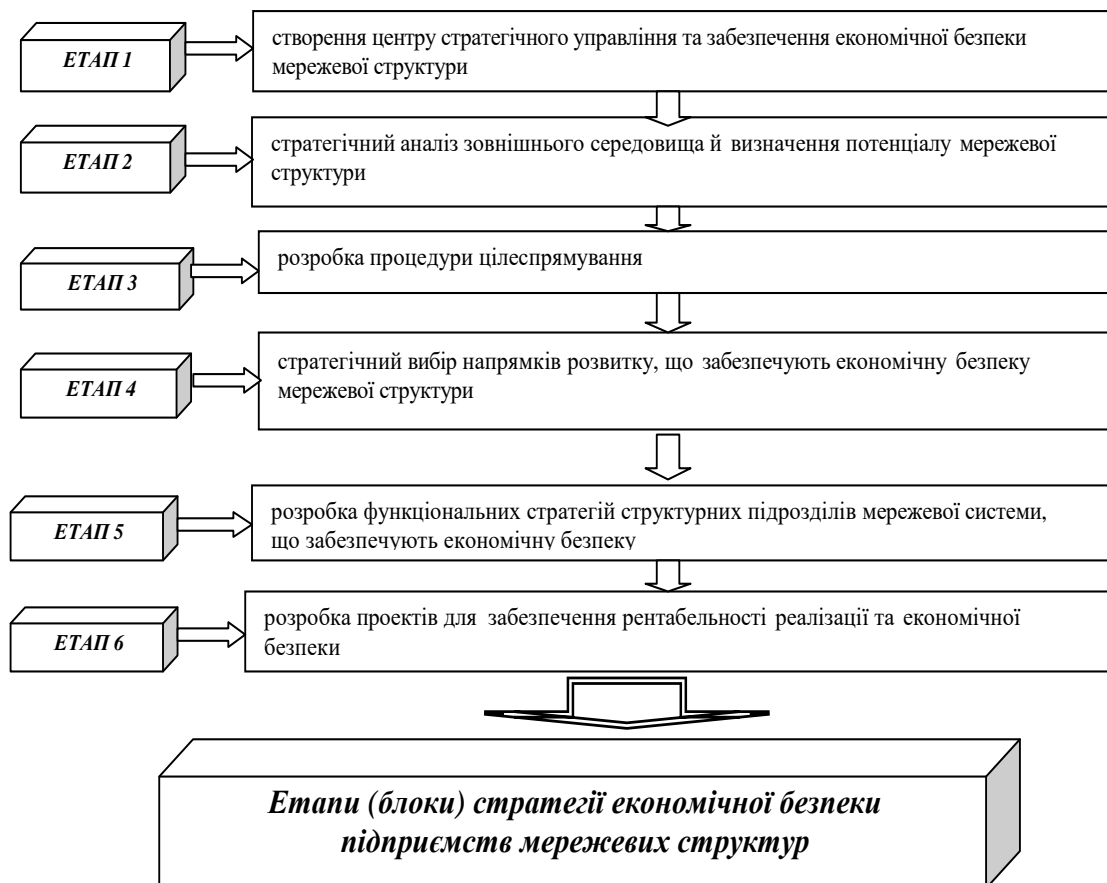 ЕТАП 1
створення центру стратегічного управління та забезпечення економічної безпеки
мережевої структури
ЕТАП 2
стратегічний аналіз зовнішнього середовища й визначення потенціалу мережевої
структури
ЕТАП 3
розробка процедури цілеспрямування
ЕТАП 4
стратегічний вибір напрямків розвитку, що забезпечують економічну безпеку
мережевої структури
ЕТАП 5
розробка функціональних стратегій структурних підрозділів мережевої системи,
що забезпечують економічну безпеку
ЕТАП 6
розробка проектів для забезпечення рентабельності реалізації та економічної
безпеки
Етапи (блоки) стратегії економічної безпеки
підприємств мережевих структур